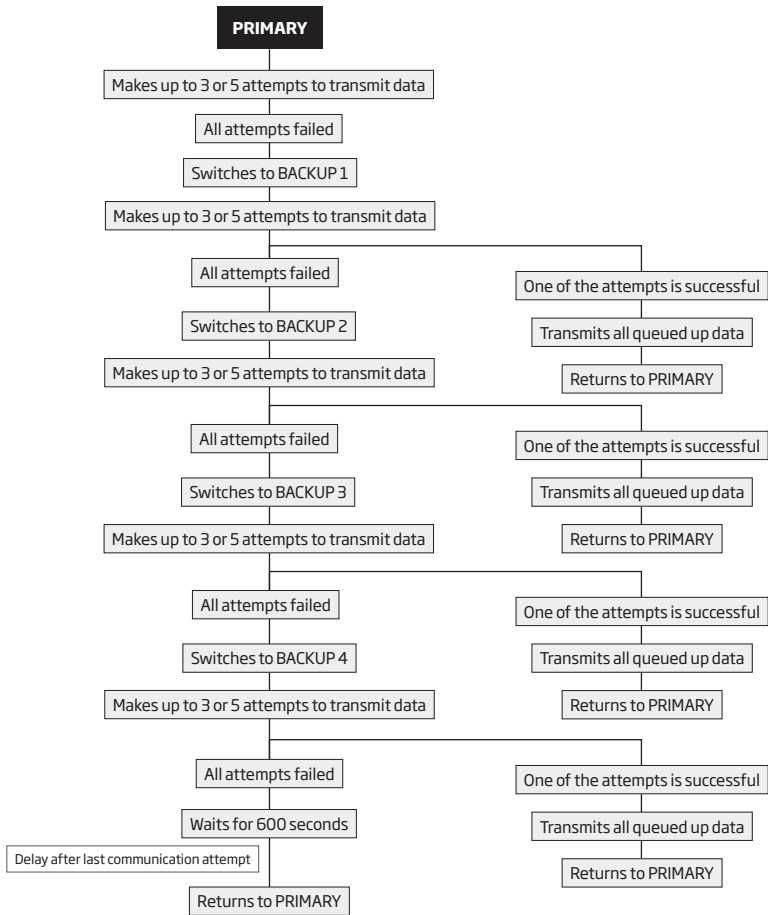 PRIMARY
Makes up to 3 or 5 attempts to transmit data
All attempts failed
Switches to BACKUP 1
Makes up to 3 or 5 attempts to transmit data
All attempts failed
One of the attempts is successful
Switches to BACKUP 2
Transmits all queued up data
Makes up to 3 or 5 attempts to transmit data
Returns to PRIMARY
All attempts failed
One of the attempts is successful
Switches to BACKUP 3
Transmits all queued up data
Makes up to 3 or 5 attempts to transmit data
Returns to PRIMARY
All attempts failed
One of the attempts is successful
Switches to BACKUP 4
Transmits all queued up data
Makes up to 3 or 5 attempts to transmit data
Returns to PRIMARY
All attempts failed
One of the attempts is successful
Waits for 600 seconds
Transmits all queued up data
Delay after last communication attempt
Returns to PRIMARY
Returns to PRIMARY